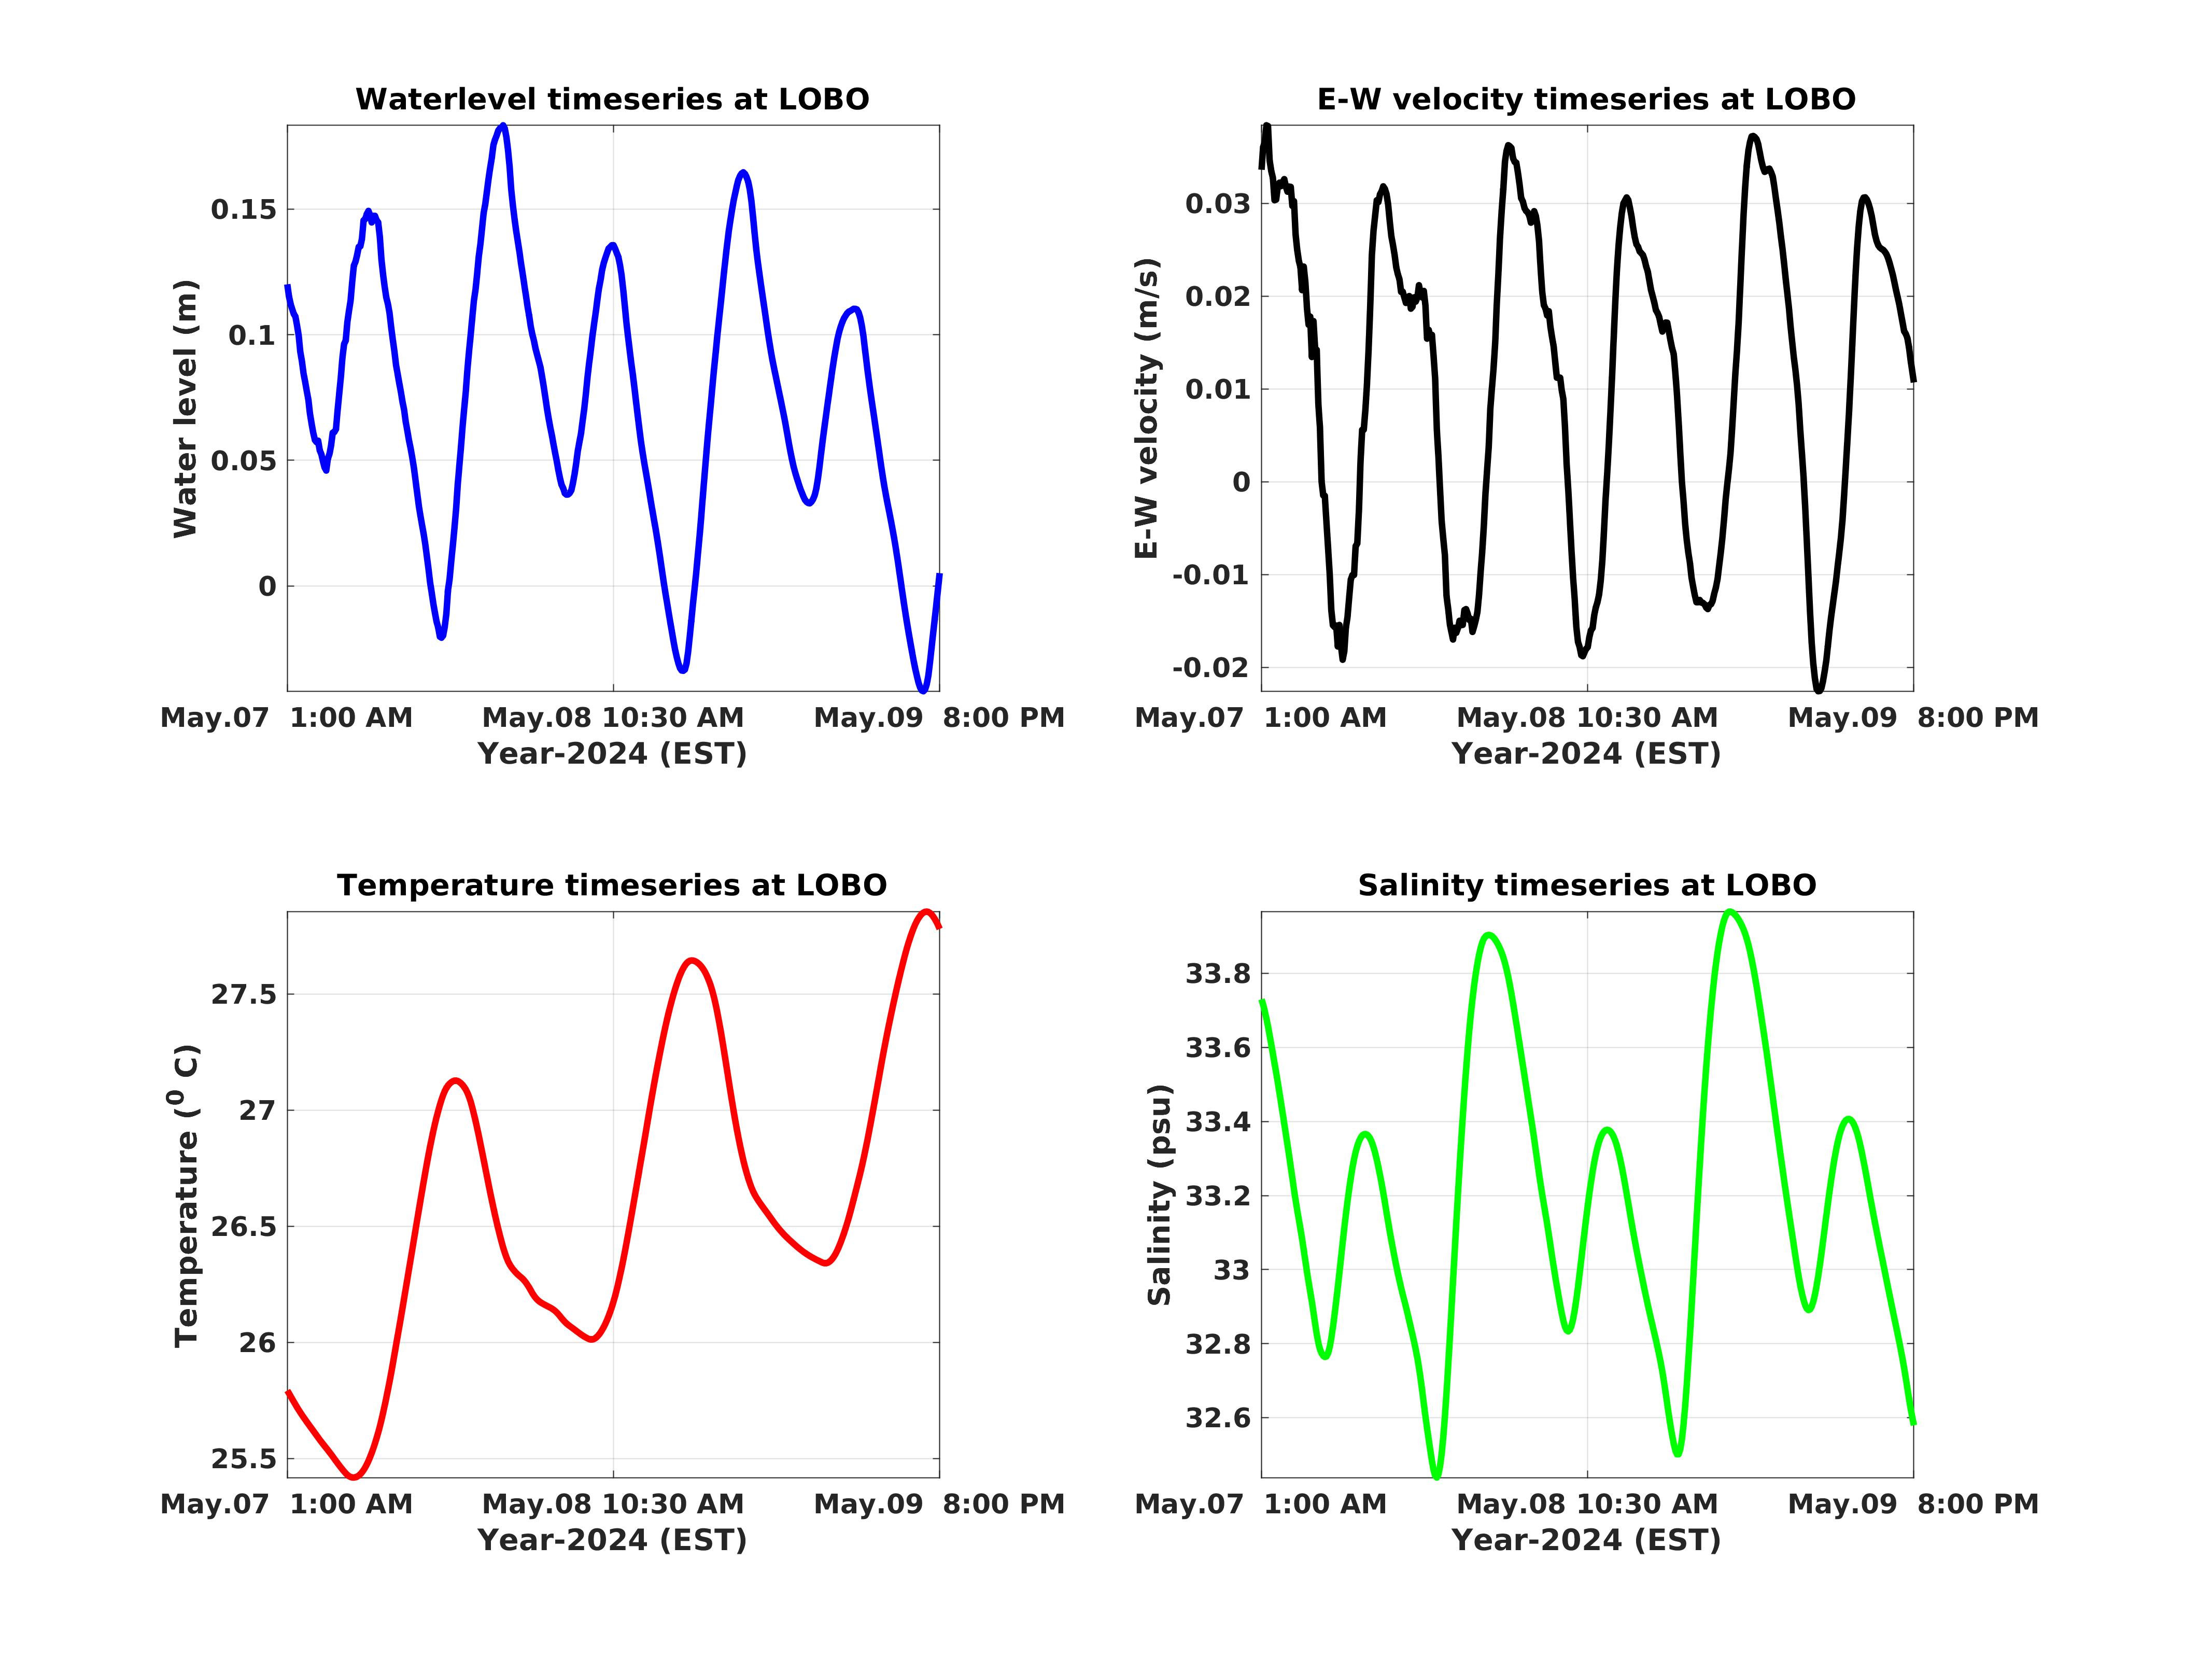 Waterlevel timeseries at LOBO
0.15
0.1
0.05
0
Water level (m)
May.07 1:00 AM May.08 10:30 AM May.09 8:00 PM
Year-2024 (EST)
E-W velocity timeseries at LOBO
0.03
0.02
0.01
0
-0.01
-0.02
E-W velocity (m/s)
May.07 1:00 AM May.08 10:30 AM May.09 8:00 PM
Year-2024 (EST)
Temperature timeseries at LOBO
27.5
27
26.5
26
25.5
Temperature (⁰ C)
May.07 1:00 AM May.08 10:30 AM May.09 8:00 PM
Year-2024 (EST)
Salinity timeseries at LOBO
33.8
33.6
33.4
33.2
33
32.8
32.6
Salinity (psu)
May.07 1:00 AM May.08 10:30 AM May.09 8:00 PM
Year-2024 (EST)